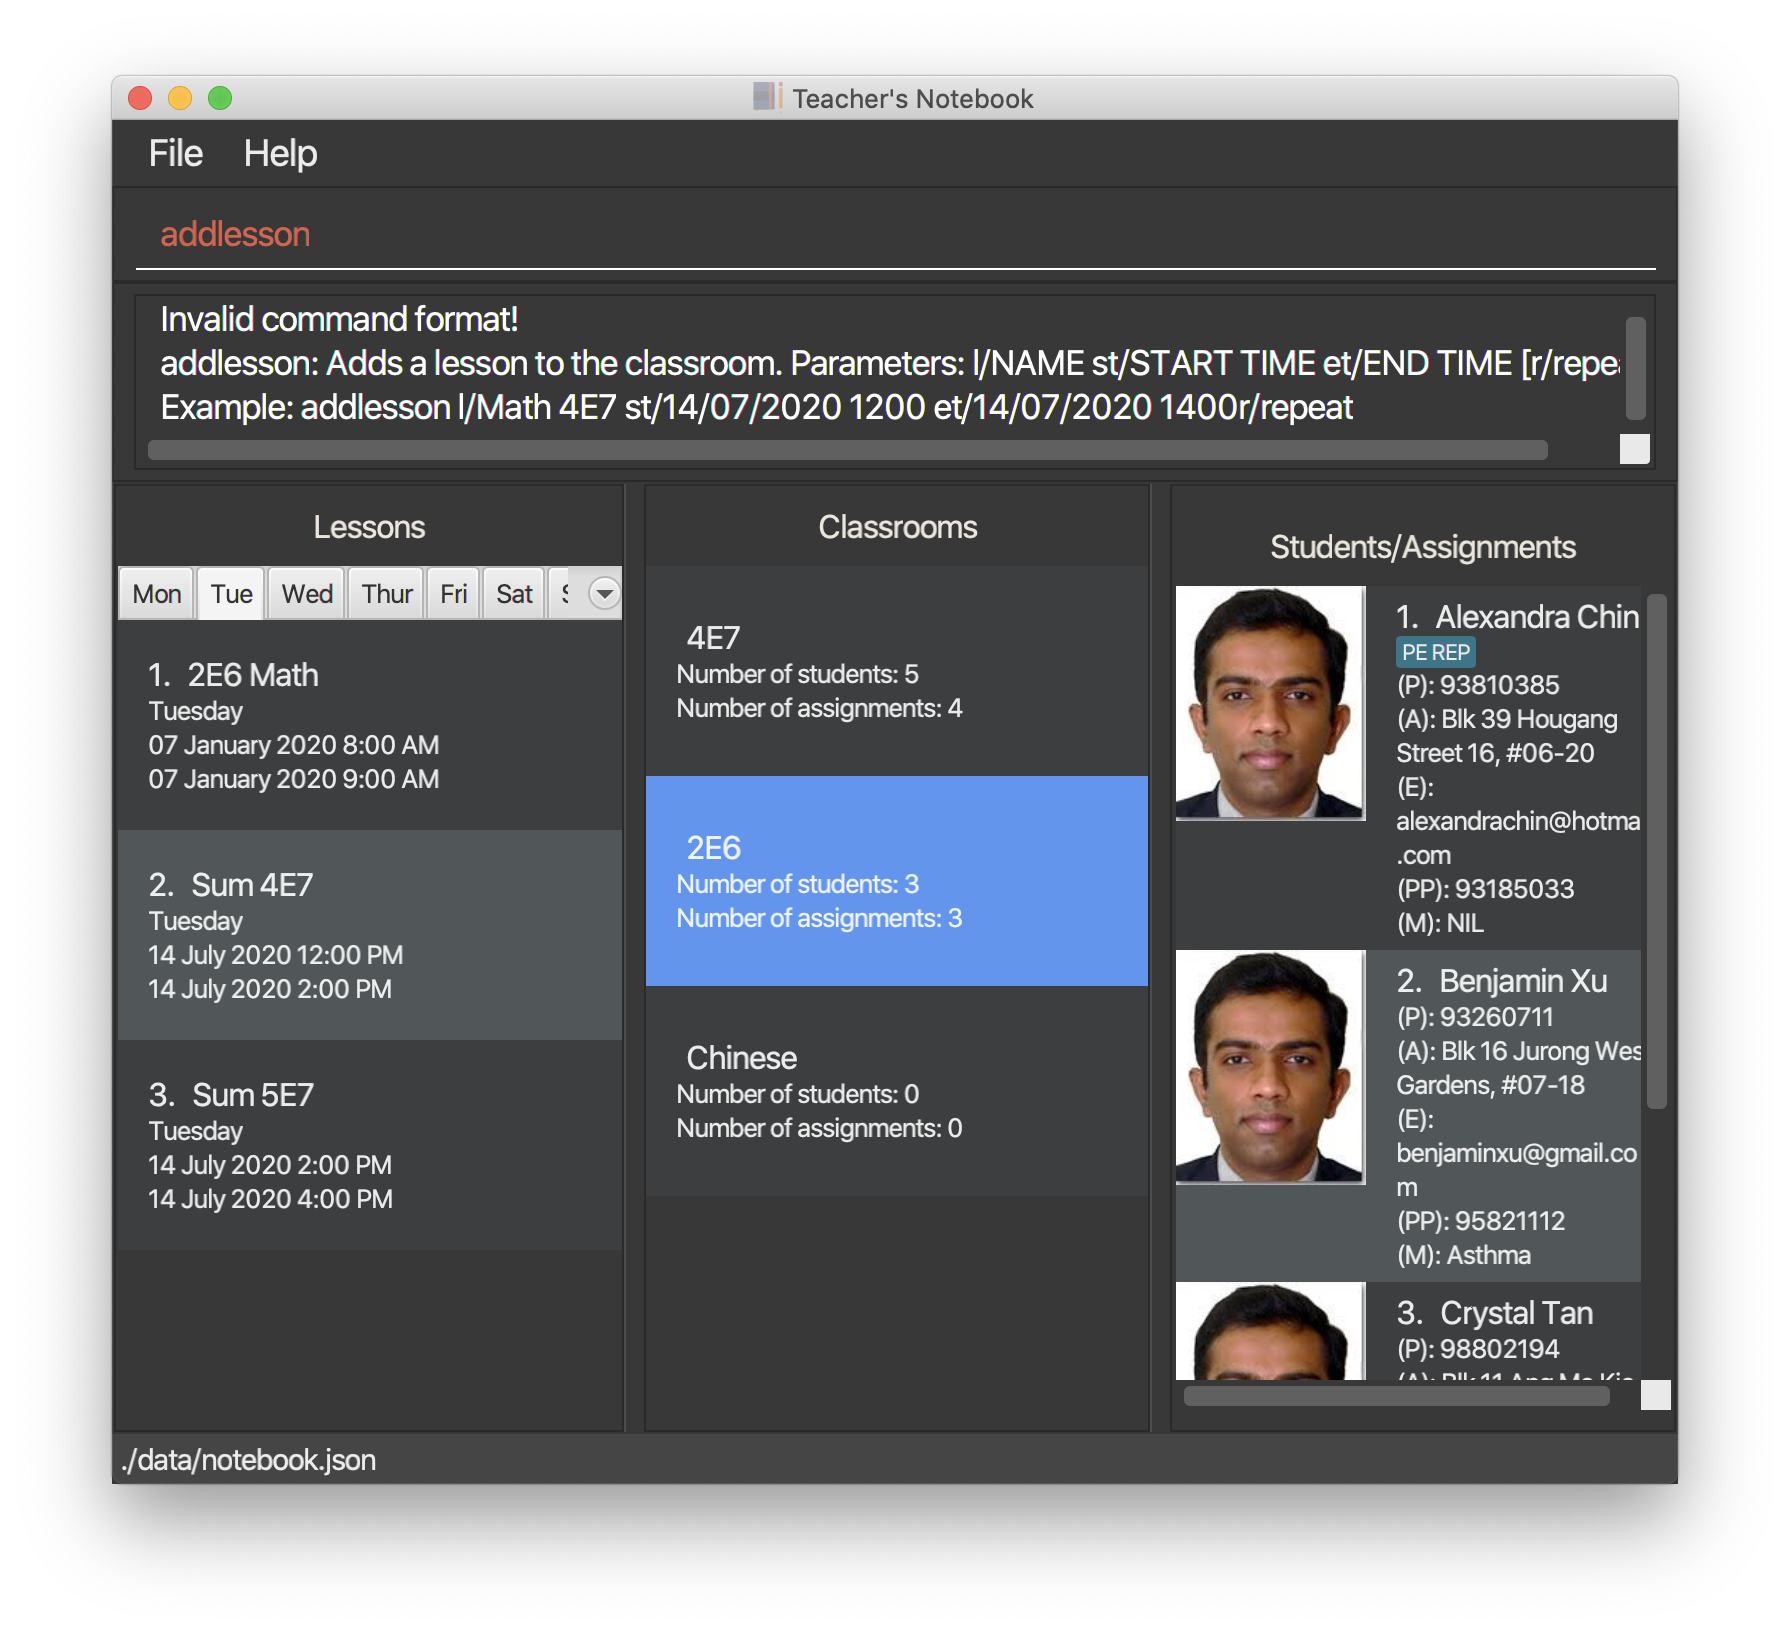 Teacher's Notebook
File Help
addlesson
Invalid command format!
addlesson: Adds a lesson to the classroom. Parameters: l/NAME st/START TIME et/END TIME [r/repea
Example: addlesson l/Math 4E7 st/14/07/2020 1200 et/14/07/2020 1400r/repeat
Lessons
Mon Tue Wed Thur Fri Sat
1. 2E6 Math
Tuesday
07 January 2020 8:00 AM
07 January 2020 9:00 AM
2. Sum 4E7
Tuesday
14 July 2020 12:00 PM
14 July 2020 2:00 PM
3. Sum 5E7
Tuesday
14 July 2020 2:00 PM
14 July 2020 4:00 PM
Classrooms
4E7
Number of students: 5
Number of assignments: 4
2E6
Number of students: 3
Number of assignments: 3
Chinese
Number of students: 0
Number of assignments: 0
Students/Assignments
1. Alexandra Chin
PE REP
(P): 93810385
(A): Blk 39 Hougang
Street 16, #06-20
(E):
alexandrachin@hotma
.com
(PP): 93185033
(M): NIL
2. Benjamin Xu
(P): 93260711
(A): Blk 16 Jurong Wes
Gardens, #07-18
(E):
benjaminxu@gmail.co
m
(PP): 95821112
(M): Asthma
3. Crystal Tan
(P): 98802194
./data/notebook.json